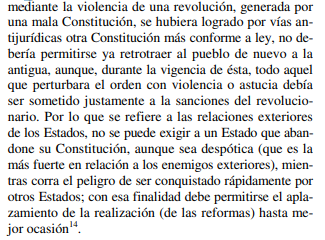 mediante la violencia de una revolución, generada por
una mala Constitución, se hubiera logrado por vías an-
tijurídicas otra Constitución más conforme a ley, no de-
bería permitirse ya retrotraer al pueblo de nuevo a la
antigua, aunque, durante la vigencia de ésta, todo aquel
que perturbara el orden con violencia o astucia debía
ser sometido justamente a la sanciones del revolucio-
nario. Por lo que se refiere a las relaciones exteriores
de los Estados, no se puede exigir a un Estado que aban-
done su Constitución, aunque sea despótica (que es la
más fuerte en relación a los enemigos exteriores), mien-
tras corra el peligro de ser conquistado rápidamente por
otros Estados; con esa finalidad debe permitirse el apla-
zamiento de la realización (de las reformas) hasta me-
jor ocasión14.